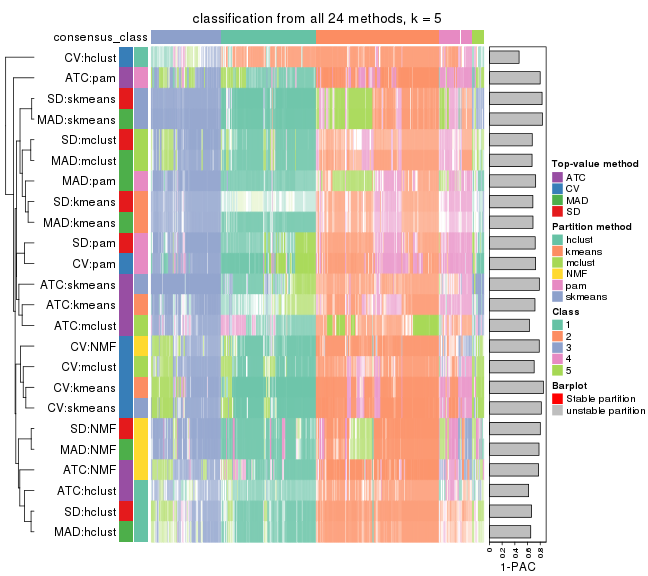 classification from all 24 methods, k = 5
consensus_class
CV:hclust
ATC:pam
SD:skmeans
MAD:skmeans
SD:mclust
MAD:mclust
MAD:pam
SD:kmeans
MAD:kmeans
SD:pam
CV:pam
ATC:skmeans
ATC:kmeans
ATC:mclust
CV:NMF
CV:mclust
CV:kmeans
CV:skmeans
SD:NMF
MAD:NMF
ATC:NMF
ATC:hclust
SD:hclust
MAD:hclust
0 0.2 0.4 0.6 0.8
1-PAC
Top-value method
ATC
CV
MAD
SD
Partition method
hclust
kmeans
mclust
NMF
pam
skmeans
Class
1
2
3
4
5
Barplot
Stable partition
unstable partition